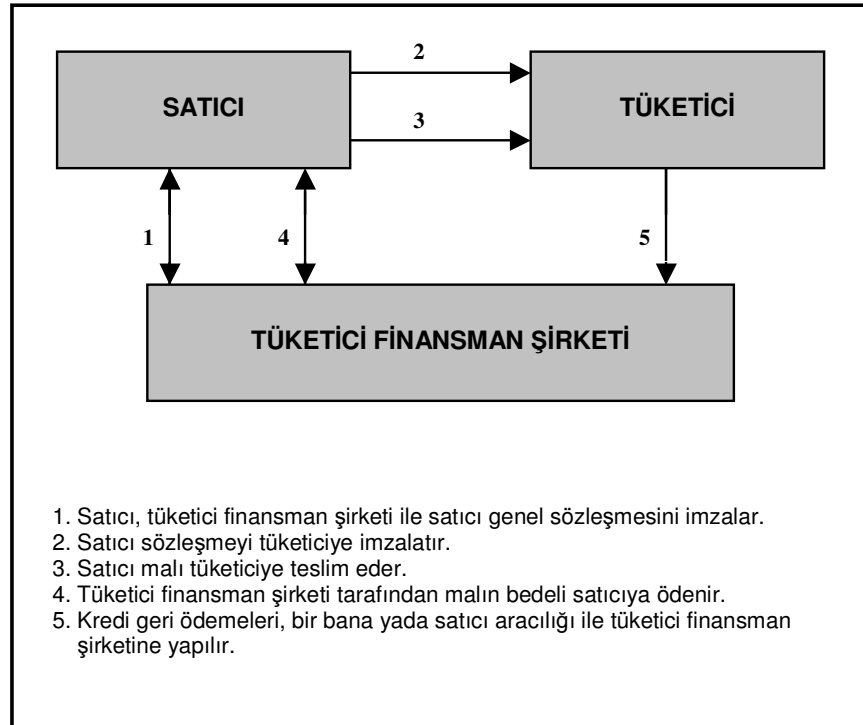 2
SATICI
TÜKETİCİ
3
1
4
5
TÜKETİCİ FİNANSMAN ŞİRKETİ
1. Satıcı, tüketici finansman şirketi ile satıcı genel sözleşmesini imzalar.
2. Satıcı sözleşmeyi tüketiciye imzalatır.
3. Satıcı malı tüketiciye teslim eder.
4. Tüketici finansman şirketi tarafından malın bedeli satıcıya ödenir.
5. Kredi geri ödemeleri, bir bana yada satıcı aracılığı ile tüketici finansman
şirketine yapılır.